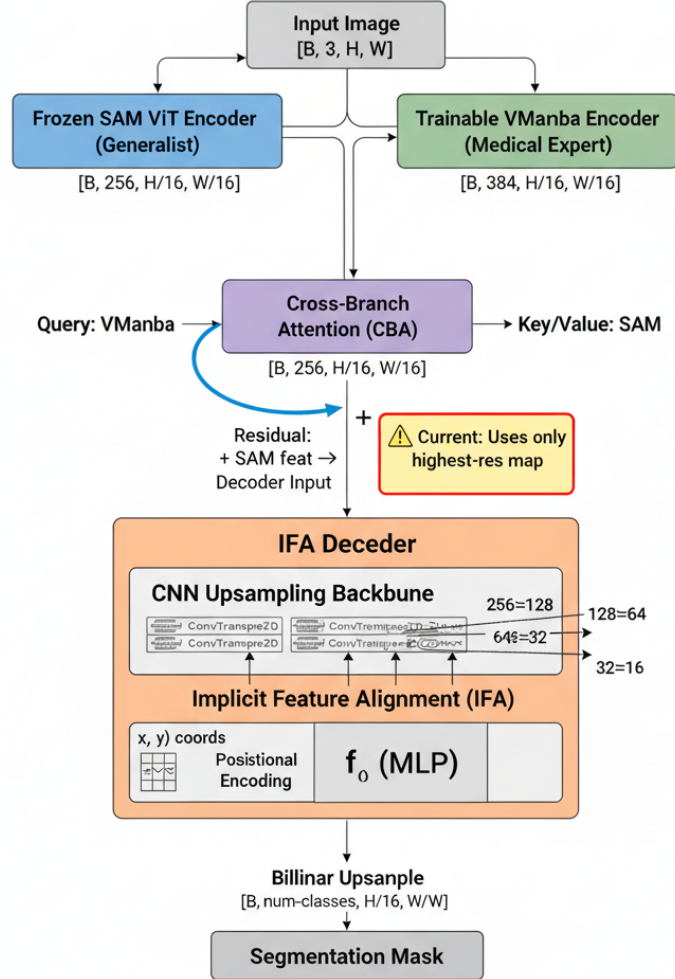 Input Image
[B, 3, H, W]
Frozen SAM ViT Encoder
(Generalist)
Trainable VManba Encoder
(Medical Expert)
[B, 256, H/16, W/16]
[B, 384, H/16, W/16]
Query: VManba
Cross-Branch
Attention (CBA)
Key/Value: SAM
[B, 256, H/16, W/16]
+
Residual:
+ SAM feat →
Decoder Input
Current: Uses only
highest-res map
IFA Deceder
CNN Upsampling Backbune
256=128
128=64
ConvTranspreZD
ConvTranspre2D
32=16
Implicit Feature Alignment (IFA)
x, y) coords
Posistional
Encoding
f₀ (MLP)
Billinar Upsanple
[B, num-classes, H/16, W/W]
Segmentation Mask